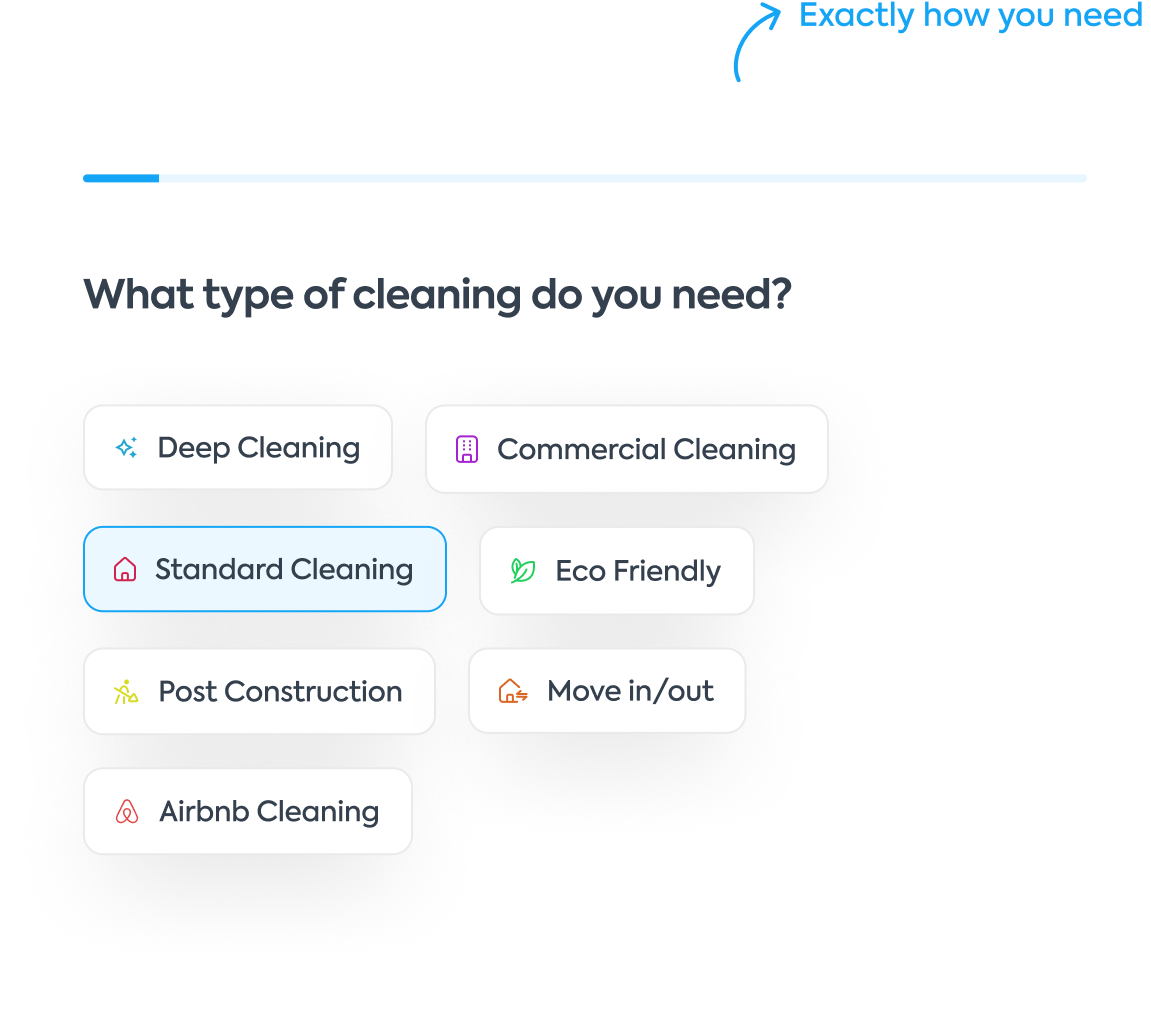 Exactly how you need
What type of cleaning do you need?
Deep Cleaning
Commercial Cleaning
Standard Cleaning
Eco Friendly
Post Construction
Move in/out
Airbnb Cleaning